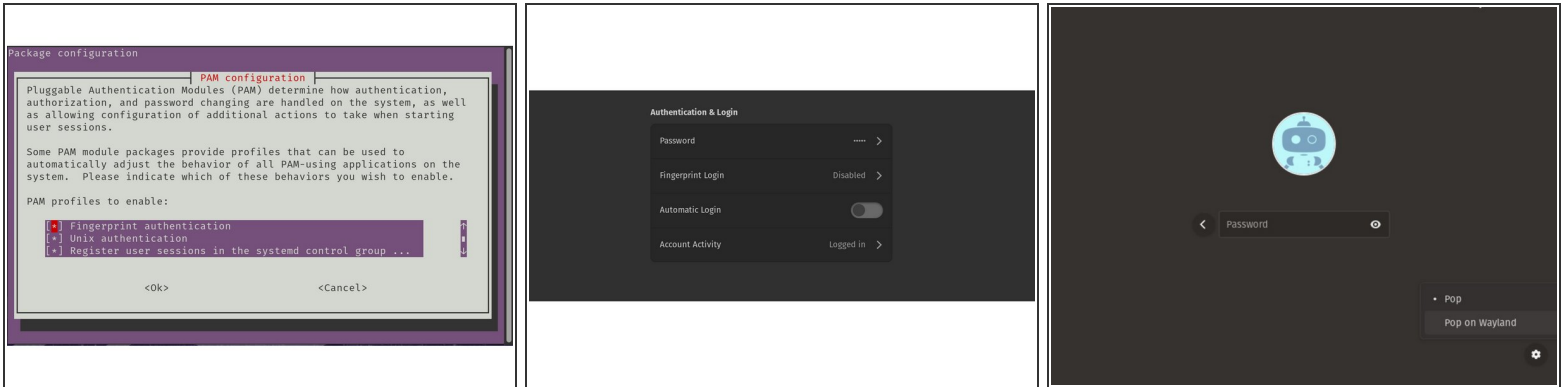 Package configuration
PAM configuration
Pluggable Authentication Modules (PAM) determine how authentication,
authorization, and password changing are handled on the system, as well
as allowing configuration of additional actions to take when starting
user sessions.
Some PAM module packages provide profiles that can be used to
automatically adjust the behavior of all PAM-using applications on the
system. Please indicate which of these behaviors you wish to enable.
PAM profiles to enable:
[*] Fingerprint authentication
[*] Unix authentication
[*] Register user sessions in the systemd control group ...
<Ok> <Cancel>
Authentication & Login
Password •••••
Fingerprint Login Disabled
Automatic Login
Account Activity Logged in
Password
• Pop
Pop on Wayland